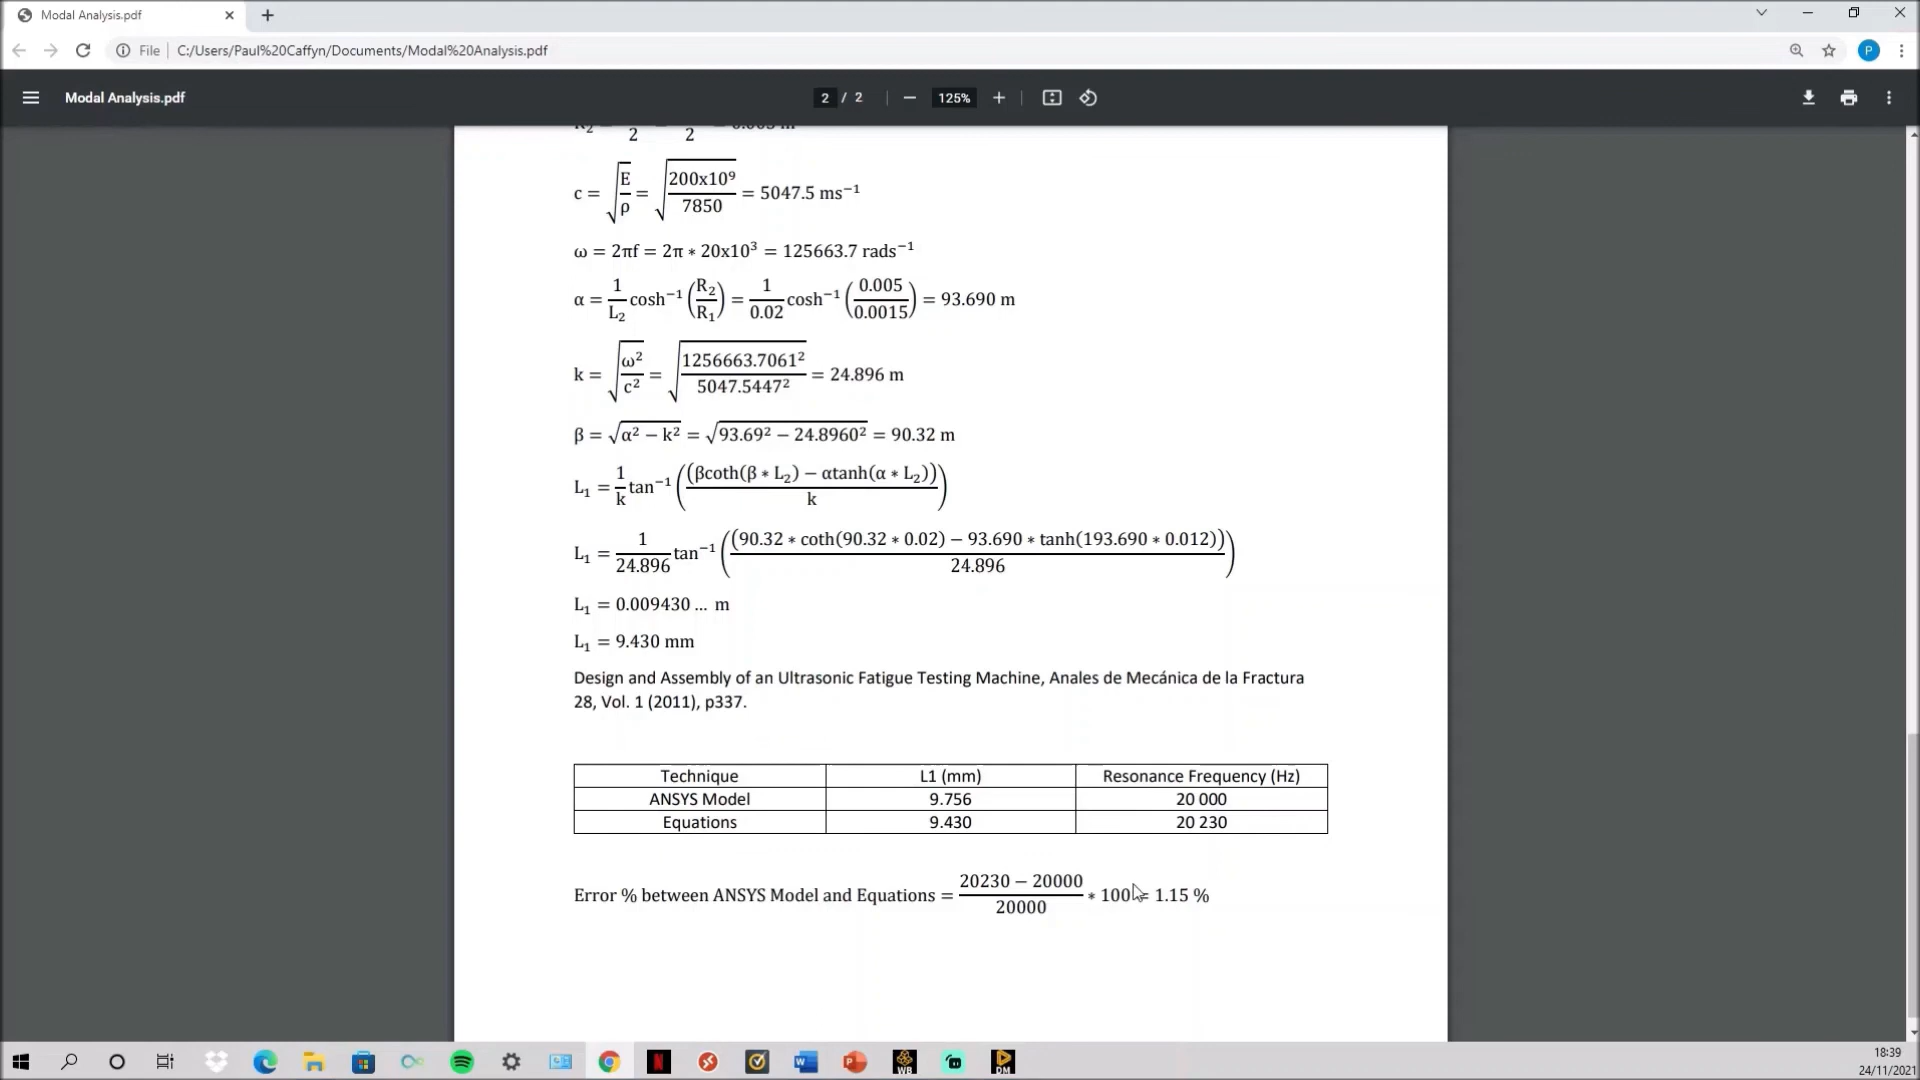 Modal Analysis.pdf
File | C:/Users/Paul%20Caffyn/Documents/Modal%20Analysis.pdf
P
Modal Analysis.pdf
2 / 2
125%
2 2
c = √(E/ρ) = √(200x10⁹/7850) = 5047.5 ms⁻¹
ω = 2πf = 2π * 20x10³ = 125663.7 rads⁻¹
α = 1/L₂ cosh⁻¹(R₂/R₁) = 1/0.02 cosh⁻¹(0.005/0.0015) = 93.690 m
k = √(ω²/c²) = √(1256663.7061²/5047.5447²) = 24.896 m
β = √(α² − k²) = √(93.69² − 24.8960²) = 90.32 m
L₁ = 1/k tan⁻¹((βcoth(β * L₂) − αtanh(α * L₂))/k)
L₁ = 1/24.896 tan⁻¹((90.32 * coth(90.32 * 0.02) − 93.690 * tanh(193.690 * 0.012))/24.896)
L₁ = 0.009430 ... m
L₁ = 9.430 mm
Design and Assembly of an Ultrasonic Fatigue Testing Machine, Anales de Mecánica de la Fractura
28, Vol. 1 (2011), p337.
Technique L1 (mm) Resonance Frequency (Hz)
ANSYS Model 9.756 20 000
Equations 9.430 20 230
Error % between ANSYS Model and Equations = (20230 − 20000)/20000 * 100 = 1.15 %
WB
DM
18:39
24/11/2021